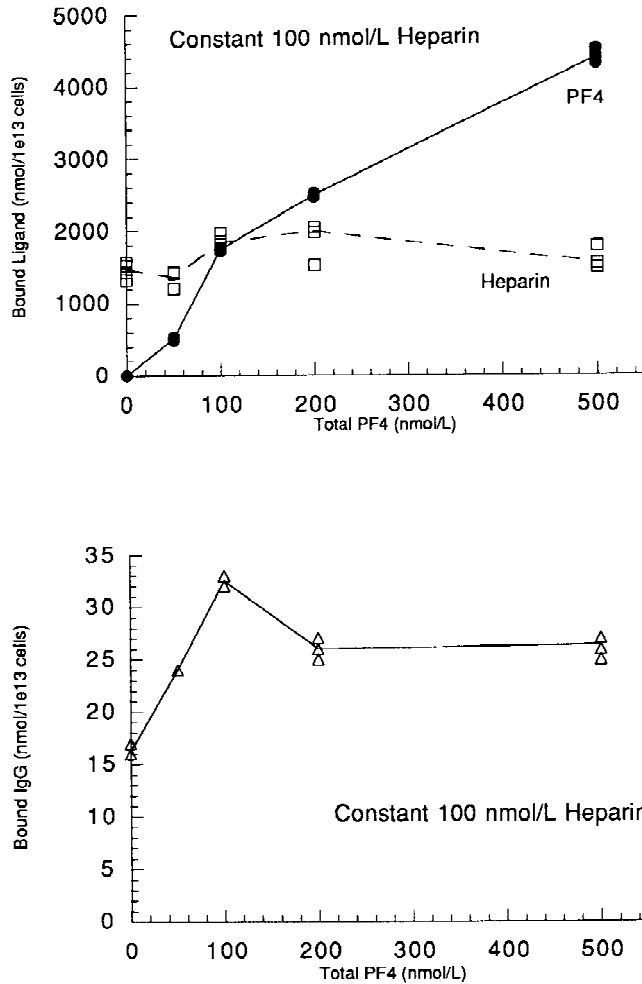 5000
Constant 100 nmol/L Heparin
4000
PF4
3000
2000
1000
Heparin
0
Bound Ligand (nmol/1e13 cells)
0 100 200 300 400 500
Total PF4 (nmol/L)
35
30
25
20
15
Constant 100 nmol/L Heparin
10
5
0
Bound IgG (nmol/1e13 cells)
0 100 200 300 400 500
Total PF4 (nmol/L)